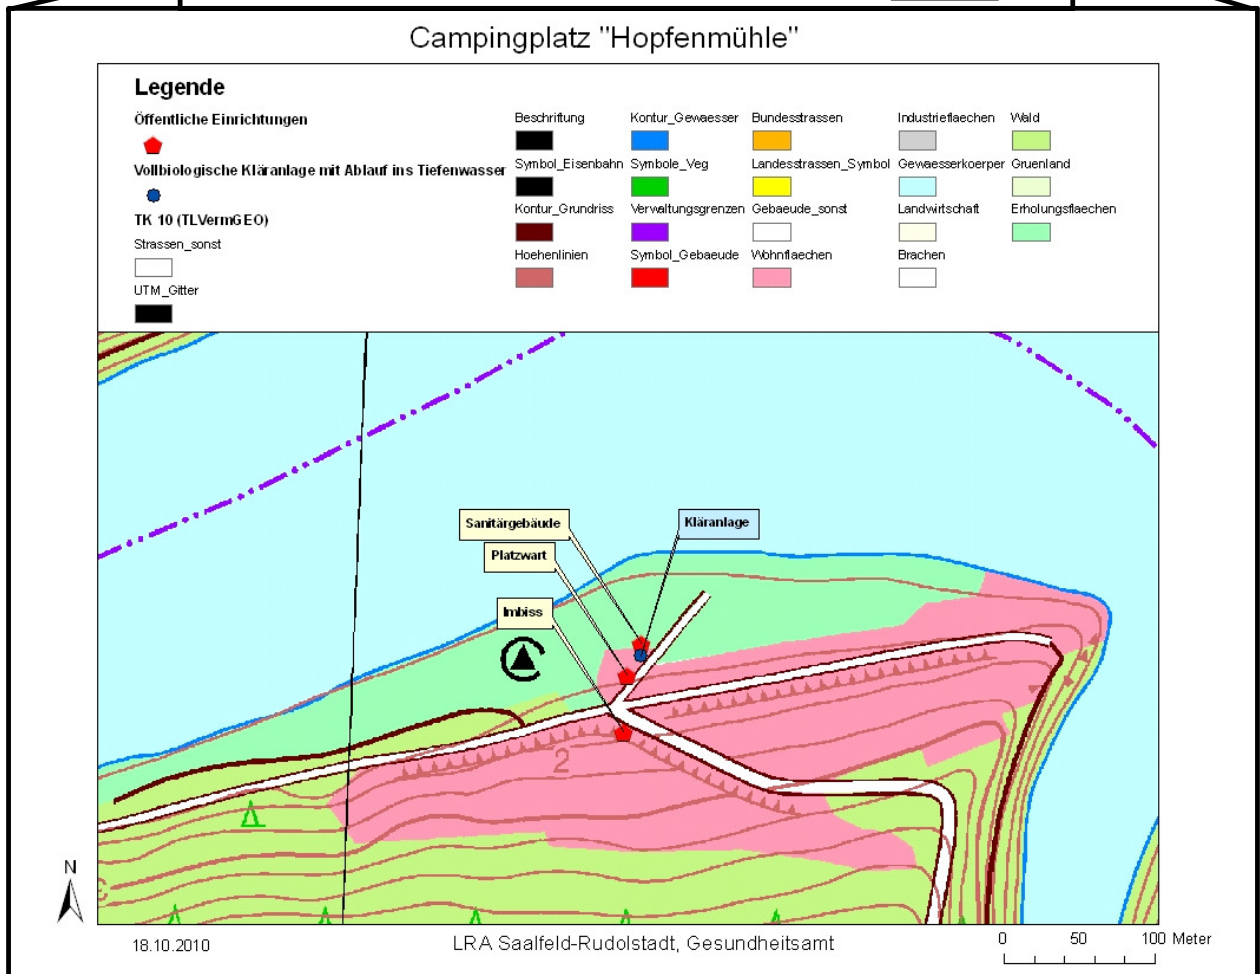 Campingplatz "Hopfenmühle"
Legende
Öffentliche Einrichtungen
Vollbiologische Kläranlage mit Ablauf ins Tiefenwasser
TK 10 (TLVermGEO)
Strassen_sonst
UTM_Gitter
Beschriftung
Symbol_Eisenbahn
Kontur_Grundriss
Hoehenlinien
Kontur_Gewaesser
Symbole_Veg
Verwaltungsgrenzen
Symbol_Gebaeude
Bundesstrassen
Landesstrassen_Symbol
Gebaeude_sonst
Wohnflaechen
Industrieflaechen
Gewaesserkoerper
Landwirtschaft
Brachen
Wald
Gruenland
Erholungsflaechen
Sanitärgebäude
Kläranlage
Platzwart
Imbiss
2
N
18.10.2010
LRA Saalfeld-Rudolstadt, Gesundheitsamt
0 50 100 Meter